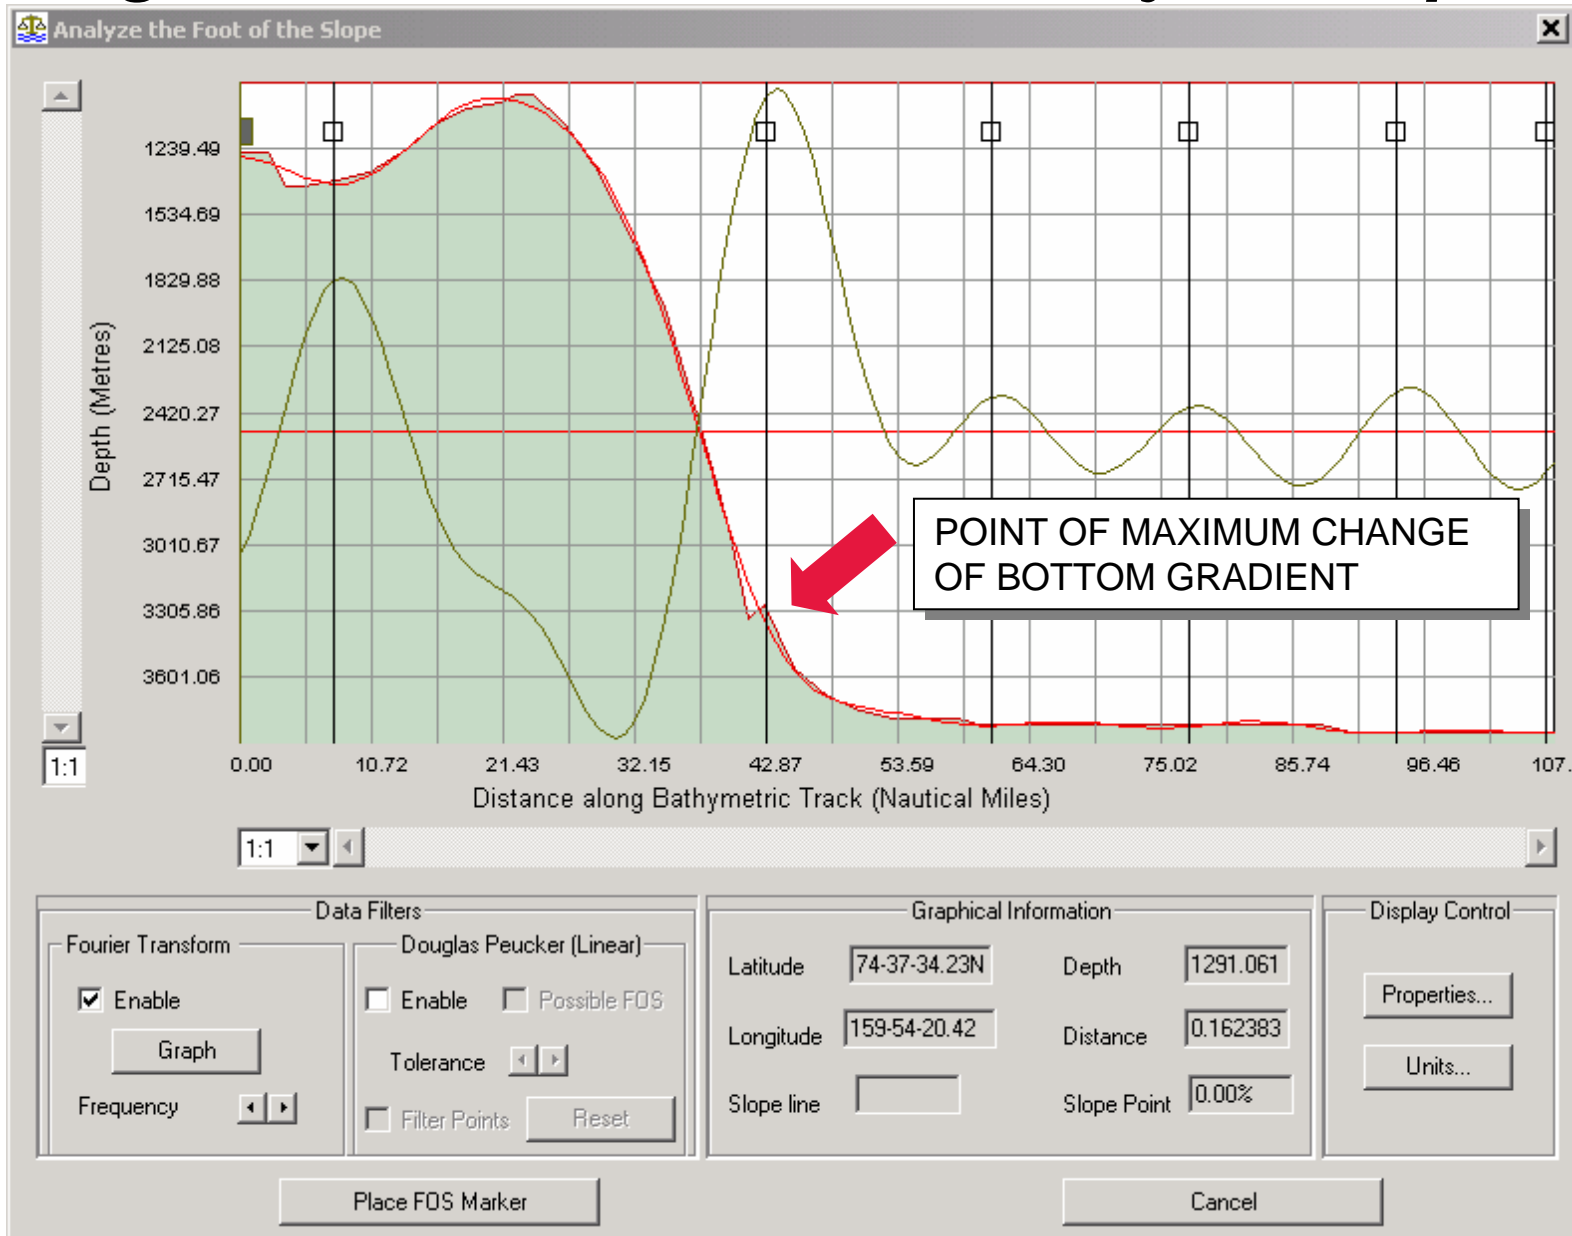 Analyze the Foot of the Slope
1239.49
1534.69
1829.88
2125.08
2420.27
2715.47
3010.67
3305.86
3601.06
Depth (Metres)
POINT OF MAXIMUM CHANGE
OF BOTTOM GRADIENT
1:1
0.00 10.72 21.43 32.15 42.87 53.59 64.30 75.02 85.74 96.46 107.
Distance along Bathymetric Track (Nautical Miles)
1:1
Data Filters
Fourier Transform
Enable
Graph
Frequency
Douglas Peucker (Linear)
Enable Possible FOS
Tolerance
Filter Points Reset
Graphical Information
Latitude 74-37-34.23N Depth 1291.061
Longitude 159-54-20.42 Distance 0.162383
Slope line Slope Point 0.00%
Display Control
Properties...
Units...
Place FOS Marker Cancel